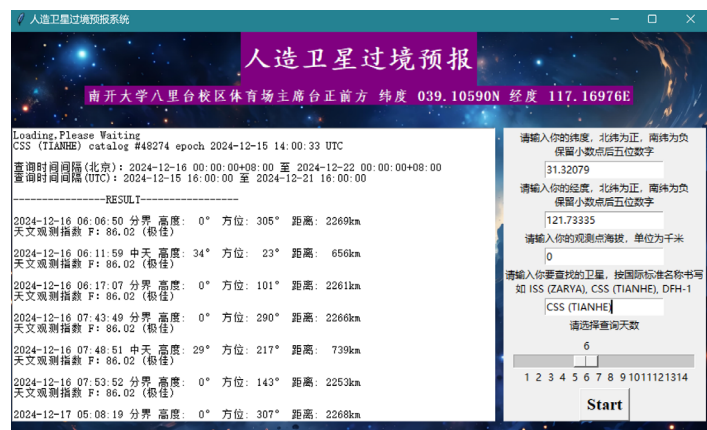 人造卫星过境预报系统
人造卫星过境预报
南开大学八里台校区体育场主席台正前方 纬度 039.10590N 经度 117.16976E
Loading,Please Waiting
CSS (TIANHE) catalog #48274 epoch 2024-12-15 14:00:33 UTC
查询时间间隔(北京): 2024-12-16 00:00:00+08:00 至 2024-12-22 00:00:00+08:00
查询时间间隔(UTC): 2024-12-15 16:00:00 至 2024-12-21 16:00:00
----------------RESULT-----------------
2024-12-16 06:06:50 分界 高度: 0° 方位: 305° 距离: 2269km
天文观测指数 F: 86.02 (极佳)
2024-12-16 06:11:59 中天 高度: 34° 方位: 23° 距离: 656km
天文观测指数 F: 86.02 (极佳)
2024-12-16 06:17:07 分界 高度: 0° 方位: 101° 距离: 2261km
天文观测指数 F: 86.02 (极佳)
2024-12-16 07:43:49 分界 高度: 0° 方位: 290° 距离: 2266km
天文观测指数 F: 86.02 (极佳)
2024-12-16 07:48:51 中天 高度: 29° 方位: 217° 距离: 739km
天文观测指数 F: 86.02 (极佳)
2024-12-16 07:53:52 分界 高度: 0° 方位: 143° 距离: 2253km
天文观测指数 F: 86.02 (极佳)
2024-12-17 05:08:19 分界 高度: 0° 方位: 307° 距离: 2268km
请输入你的纬度，北纬为正，南纬为负
保留小数点后五位数字
31.32079
请输入你的经度，北纬为正，南纬为负
保留小数点后五位数字
121.73335
请输入你的观测点海拔，单位为千米
0
请输入你要查找的卫星，按国际标准名称书写
如 ISS (ZARYA), CSS (TIANHE), DFH-1
CSS (TIANHE)
请选择查询天数
6
1 2 3 4 5 6 7 8 9 10 11 12 13 14
Start